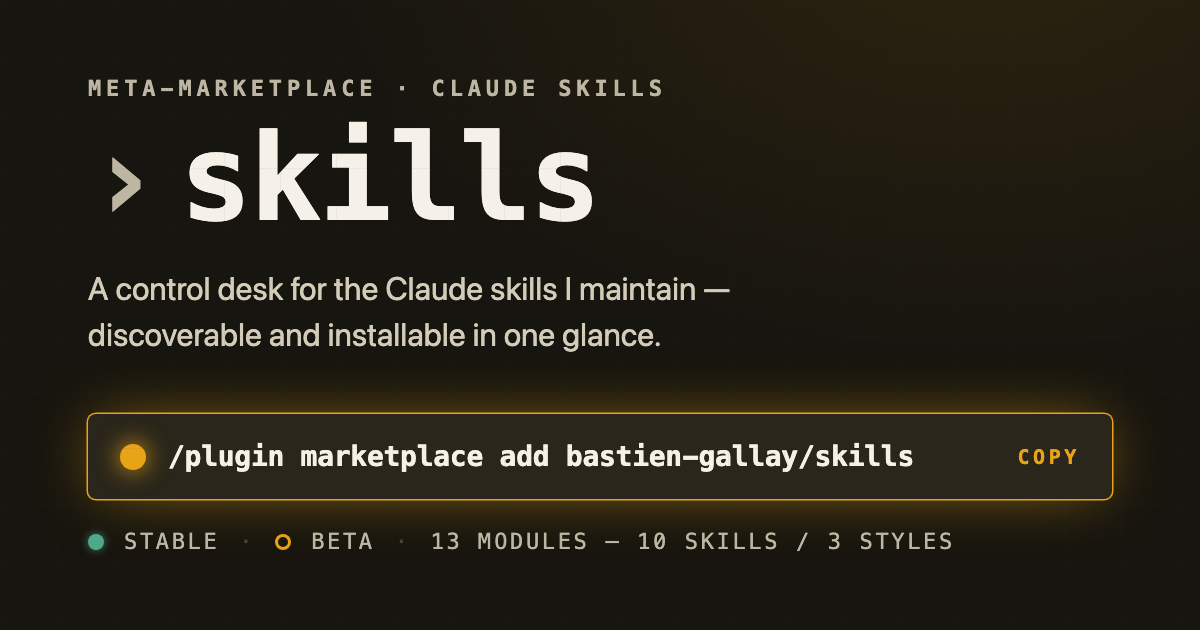 META-MARKETPLACE · CLAUDE SKILLS
› skills
A control desk for the Claude skills I maintain —
discoverable and installable in one glance.
/plugin marketplace add bastien-gallay/skills COPY
STABLE · BETA · 13 MODULES — 10 SKILLS / 3 STYLES